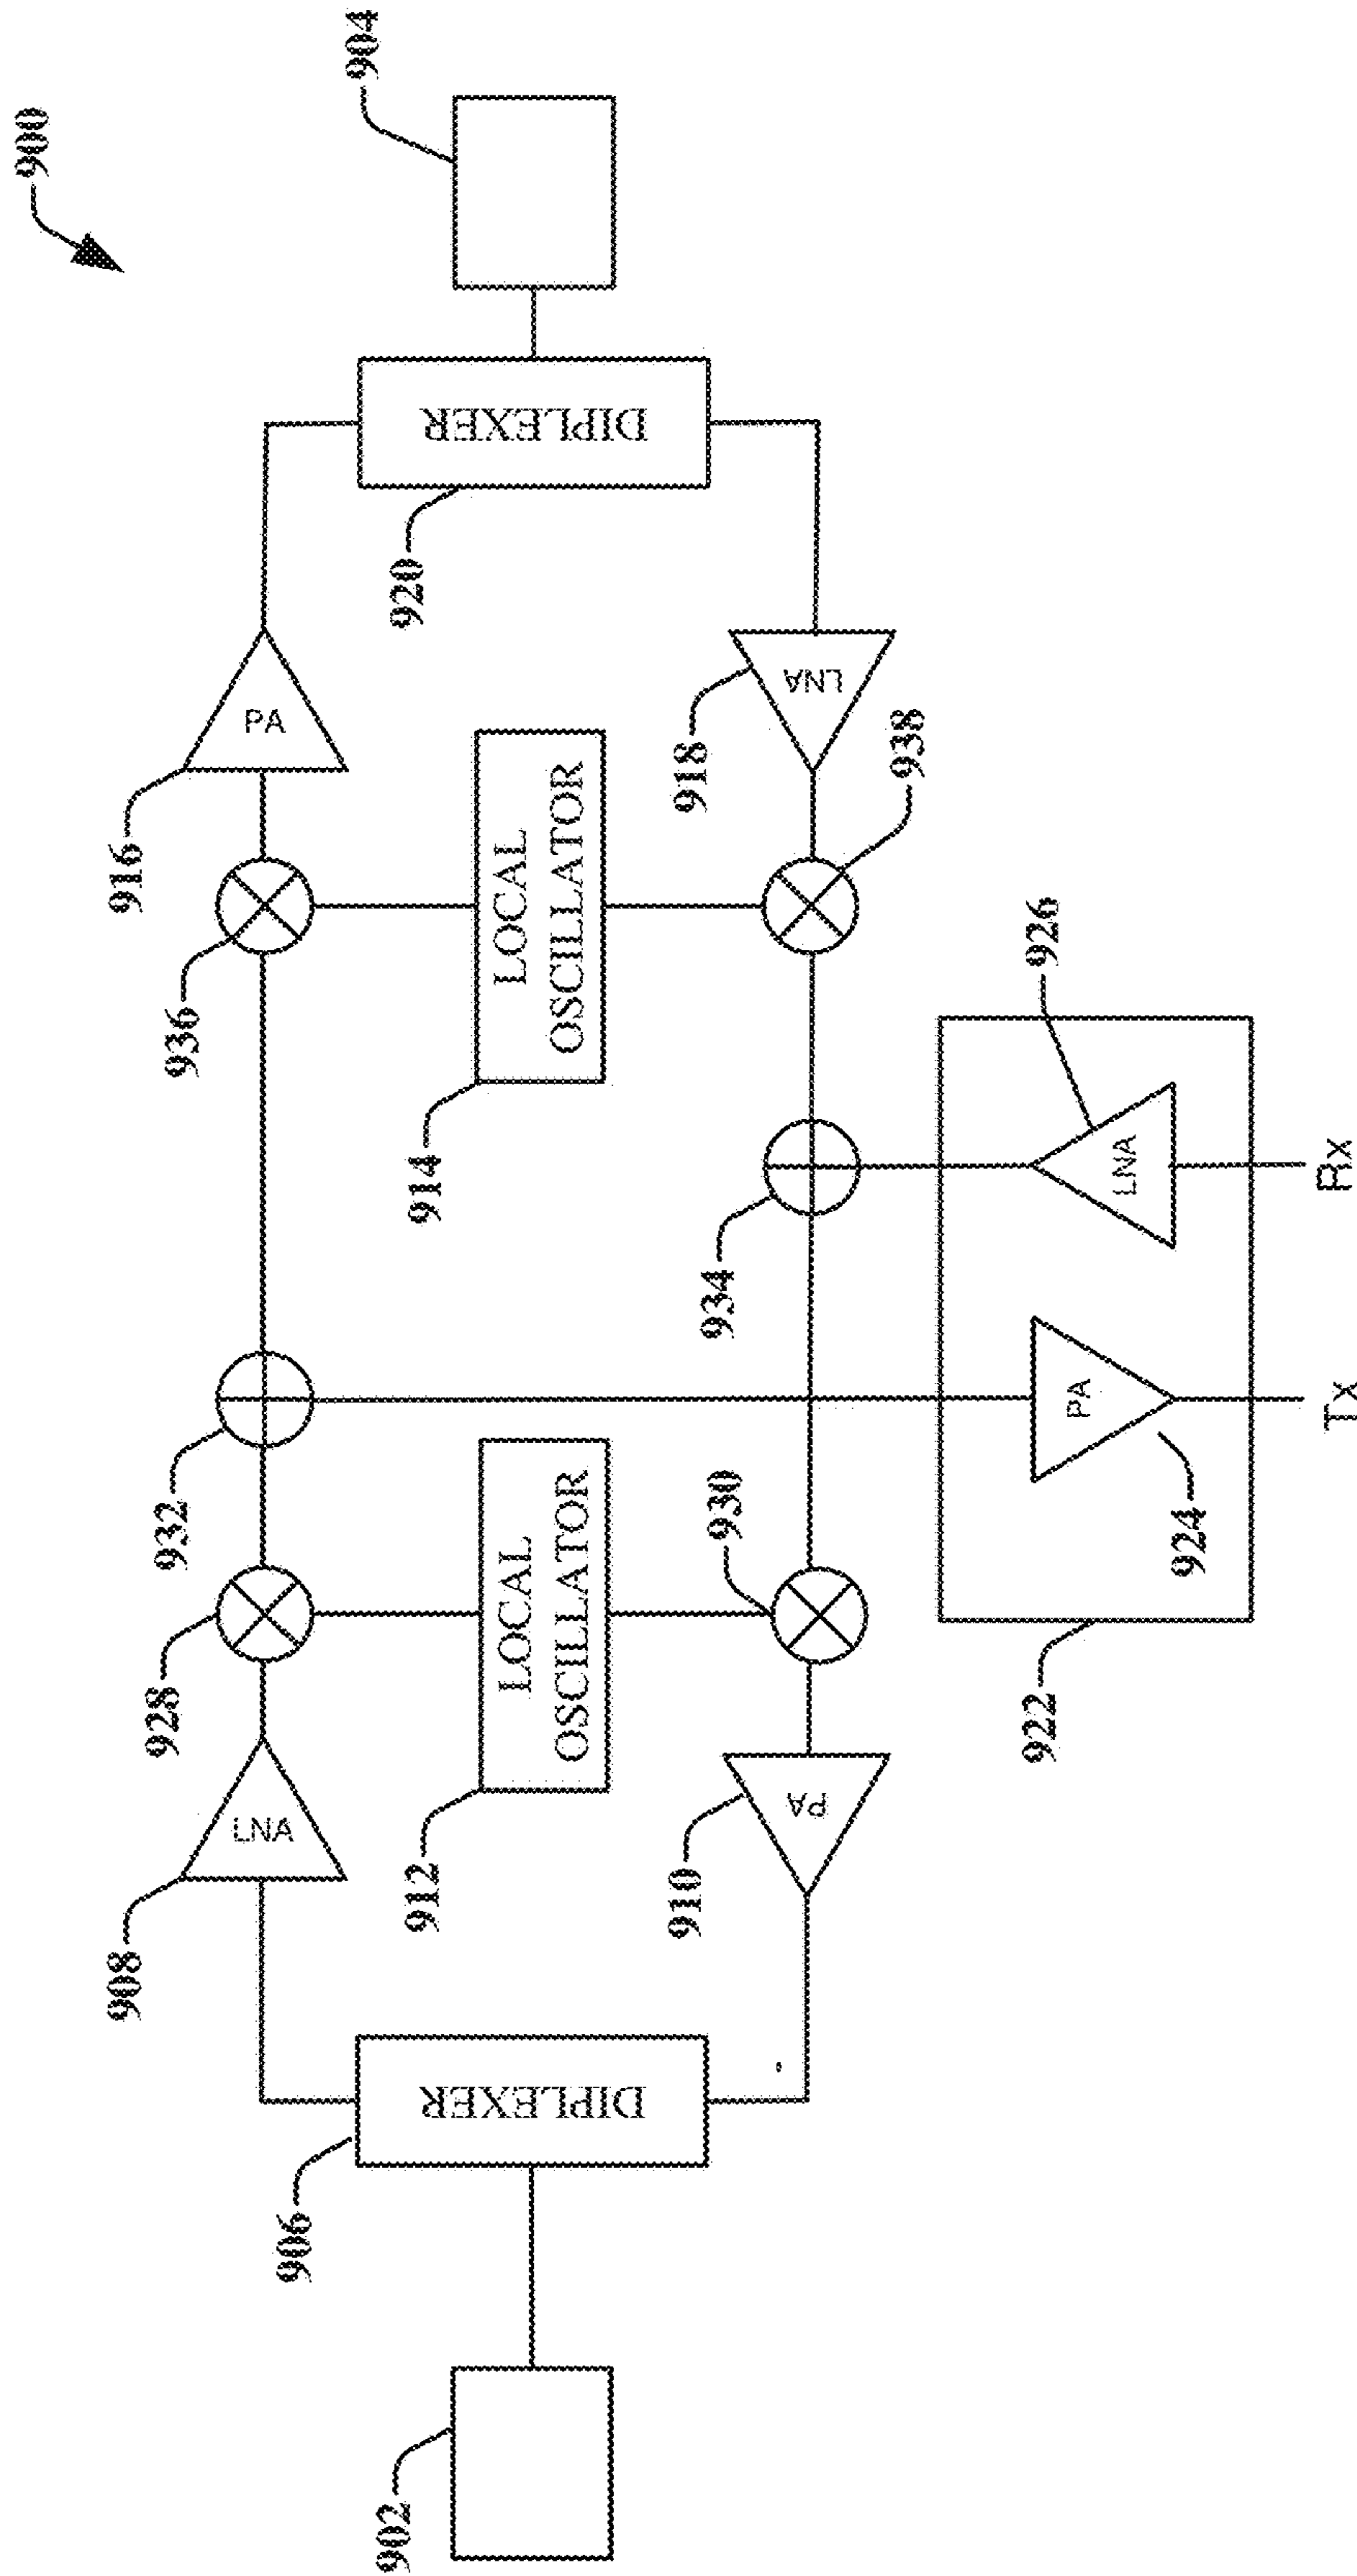 900
904
DIPLEXER
920
PA
916
LNA
918
936
LOCAL
OSCILLATOR
914
938
926
LNA
Rx
934
932
LOCAL
OSCILLATOR
912
930
PA
924
Tx
922
928
LNA
908
PA
910
DIPLEXER
906
902